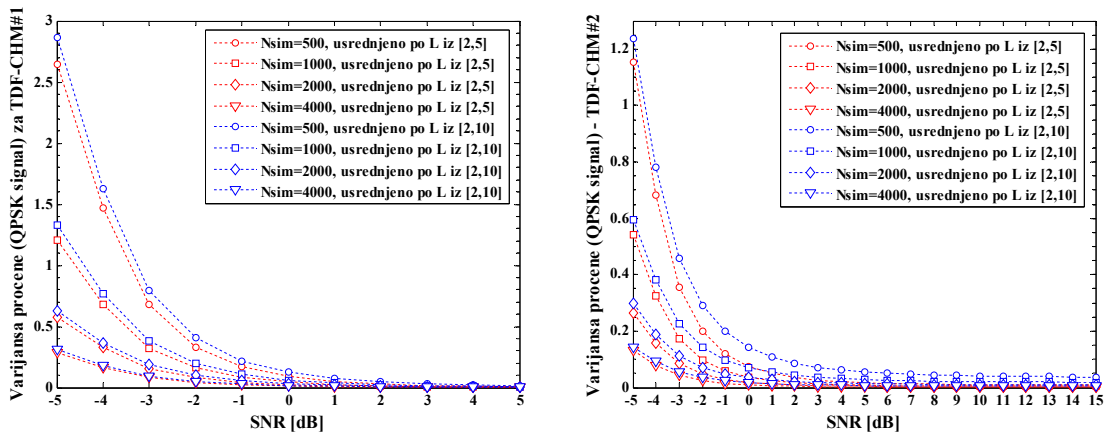 Varijansa procene (QPSK signal) za TDF-CHM#1
3
2.5
2
1.5
1
0.5
0
-5
-4
-3
-2
-1
0
1
2
3
4
5
SNR [dB]
Nsim=500, usrednjeno po L iz [2,5]
Nsim=1000, usrednjeno po L iz [2,5]
Nsim=2000, usrednjeno po L iz [2,5]
Nsim=4000, usrednjeno po L iz [2,5]
Nsim=500, usrednjeno po L iz [2,10]
Nsim=1000, usrednjeno po L iz [2,10]
Nsim=2000, usrednjeno po L iz [2,10]
Nsim=4000, usrednjeno po L iz [2,10]
Varijansa procene (QPSK signal) - TDF-CHM#2
1.2
1
0.8
0.6
0.4
0.2
0
-5
-4
-3
-2
-1
0
1
2
3
4
5
6
7
8
9
10
11
12
13
14
15
SNR [dB]
Nsim=500, usrednjeno po L iz [2,5]
Nsim=1000, usrednjeno po L iz [2,5]
Nsim=2000, usrednjeno po L iz [2,5]
Nsim=4000, usrednjeno po L iz [2,5]
Nsim=500, usrednjeno po L iz [2,10]
Nsim=1000, usrednjeno po L iz [2,10]
Nsim=2000, usrednjeno po L iz [2,10]
Nsim=4000, usrednjeno po L iz [2,10]